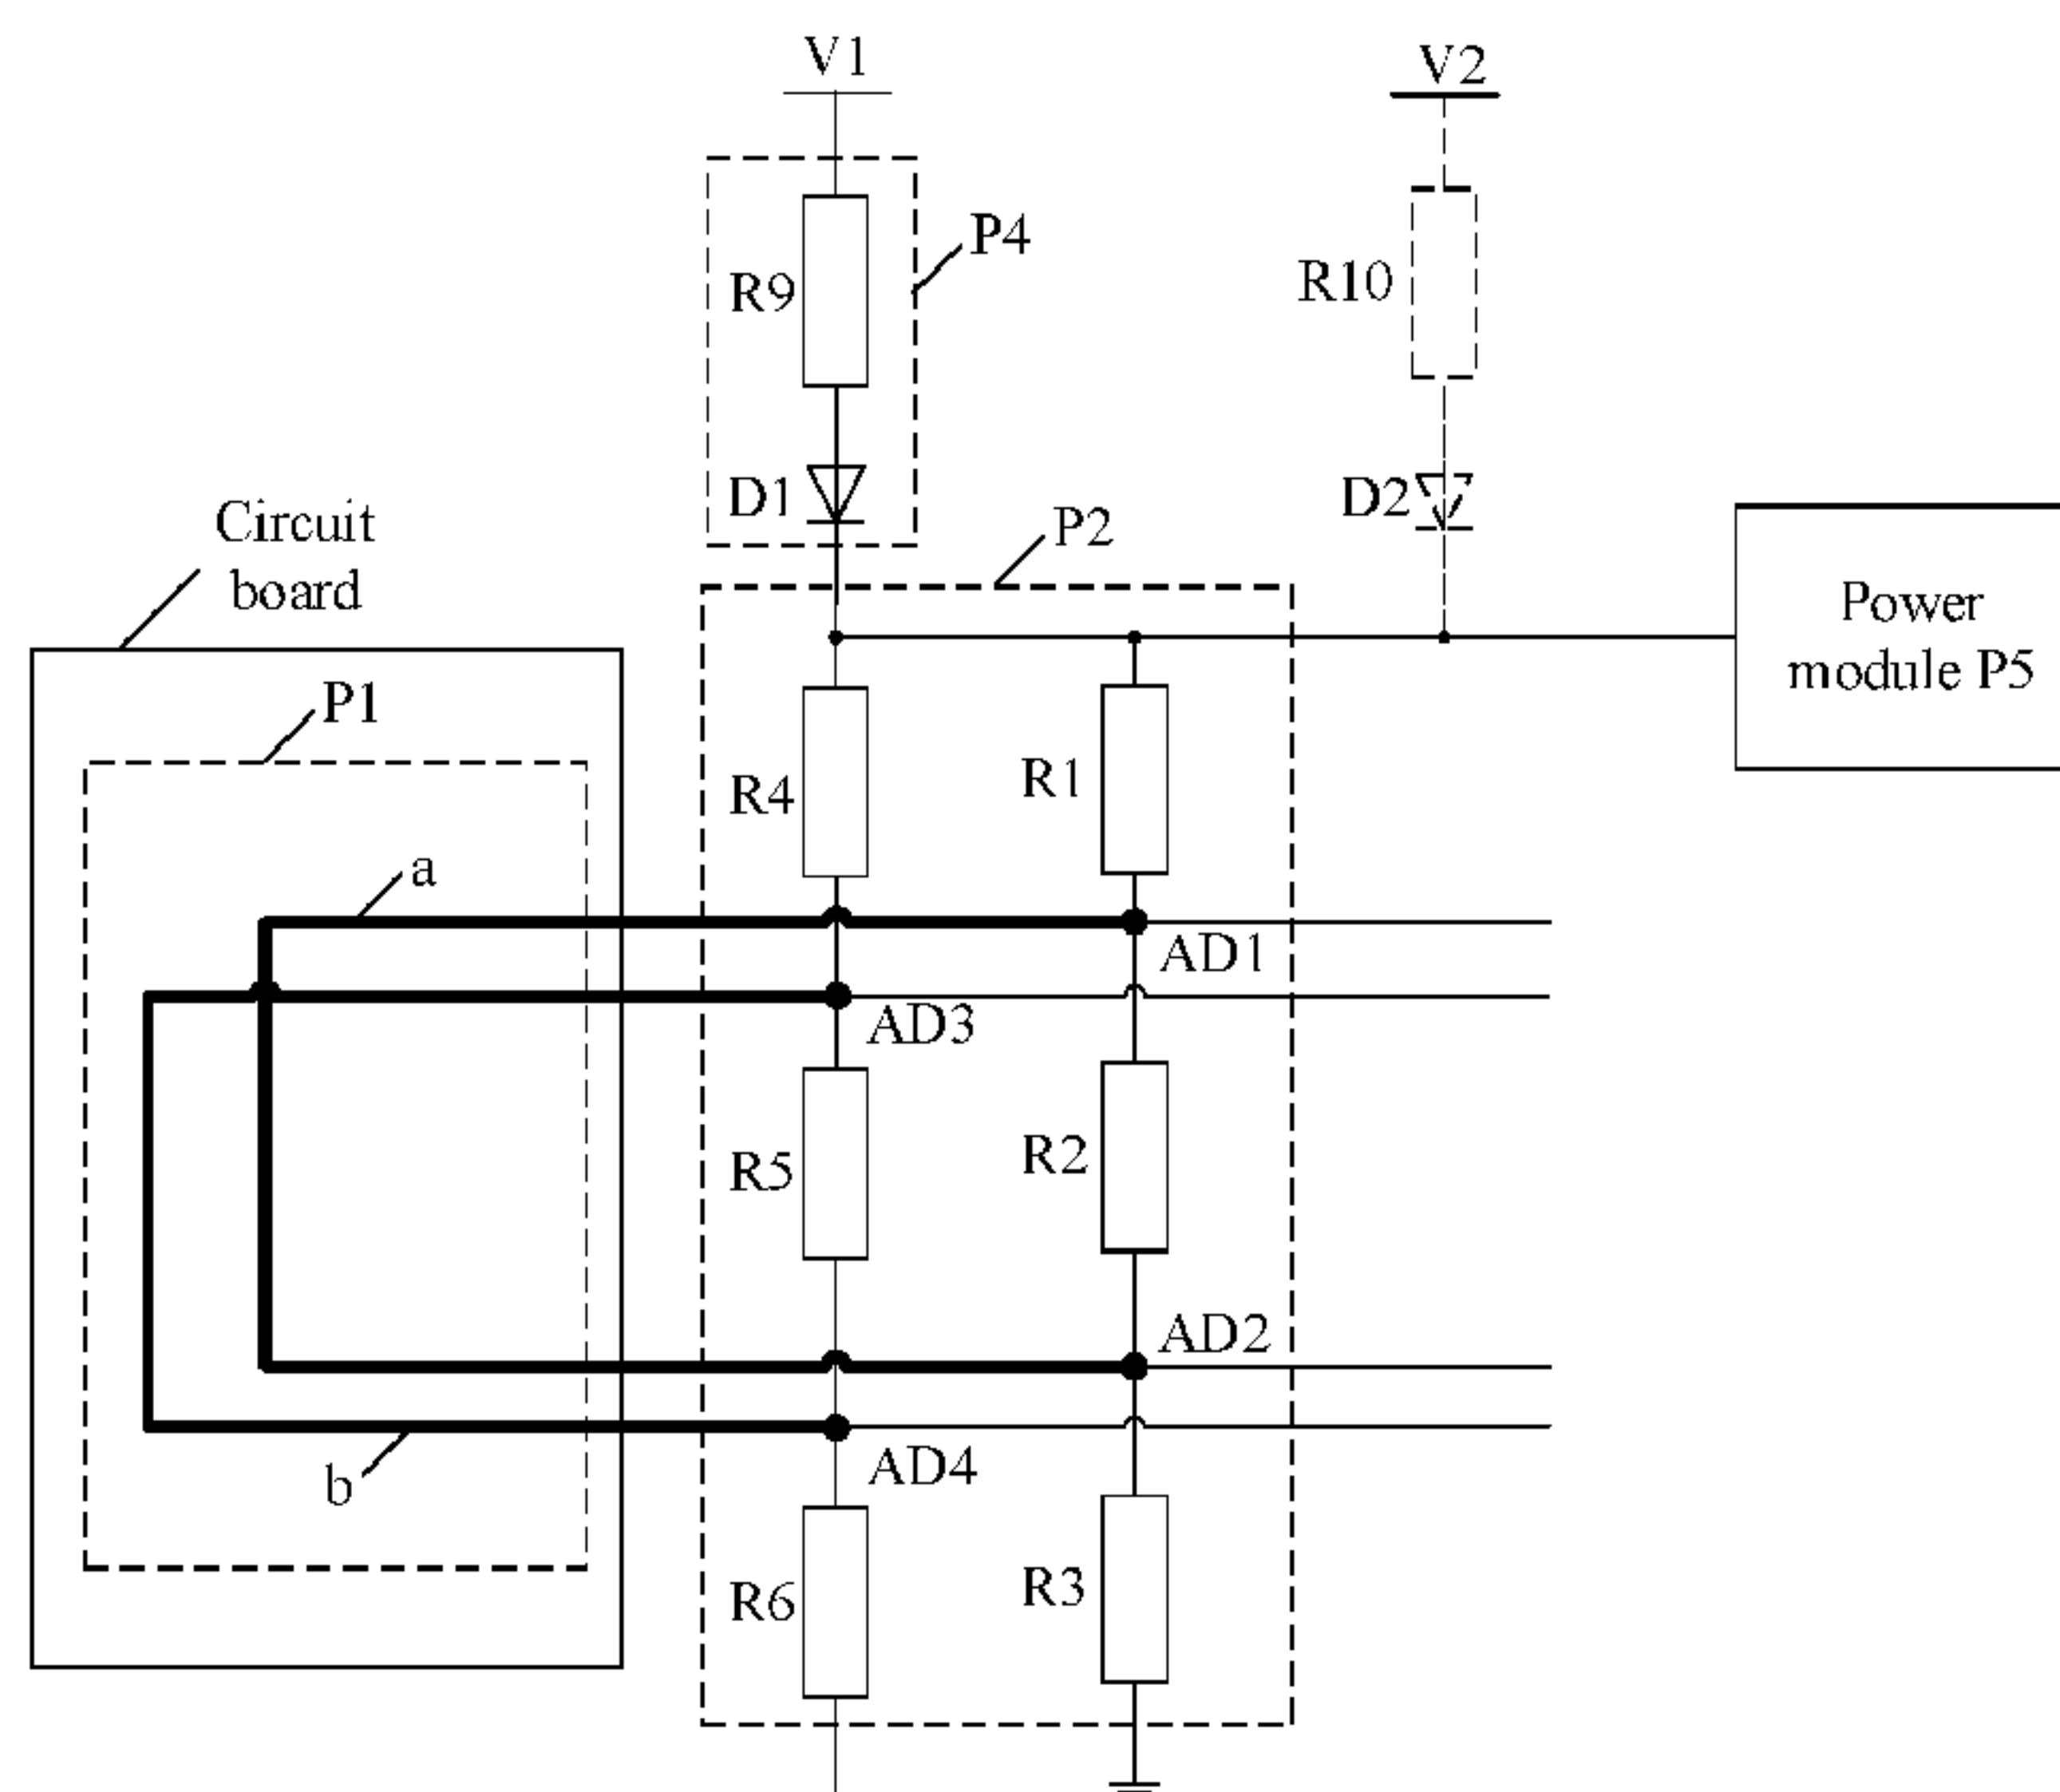 V1
V2
P4
R9
R10
D1
D2
Circuit
board
P2
Power
module P5
P1
R4
R1
a
AD1
AD3
R5
R2
AD2
b
AD4
R6
R3